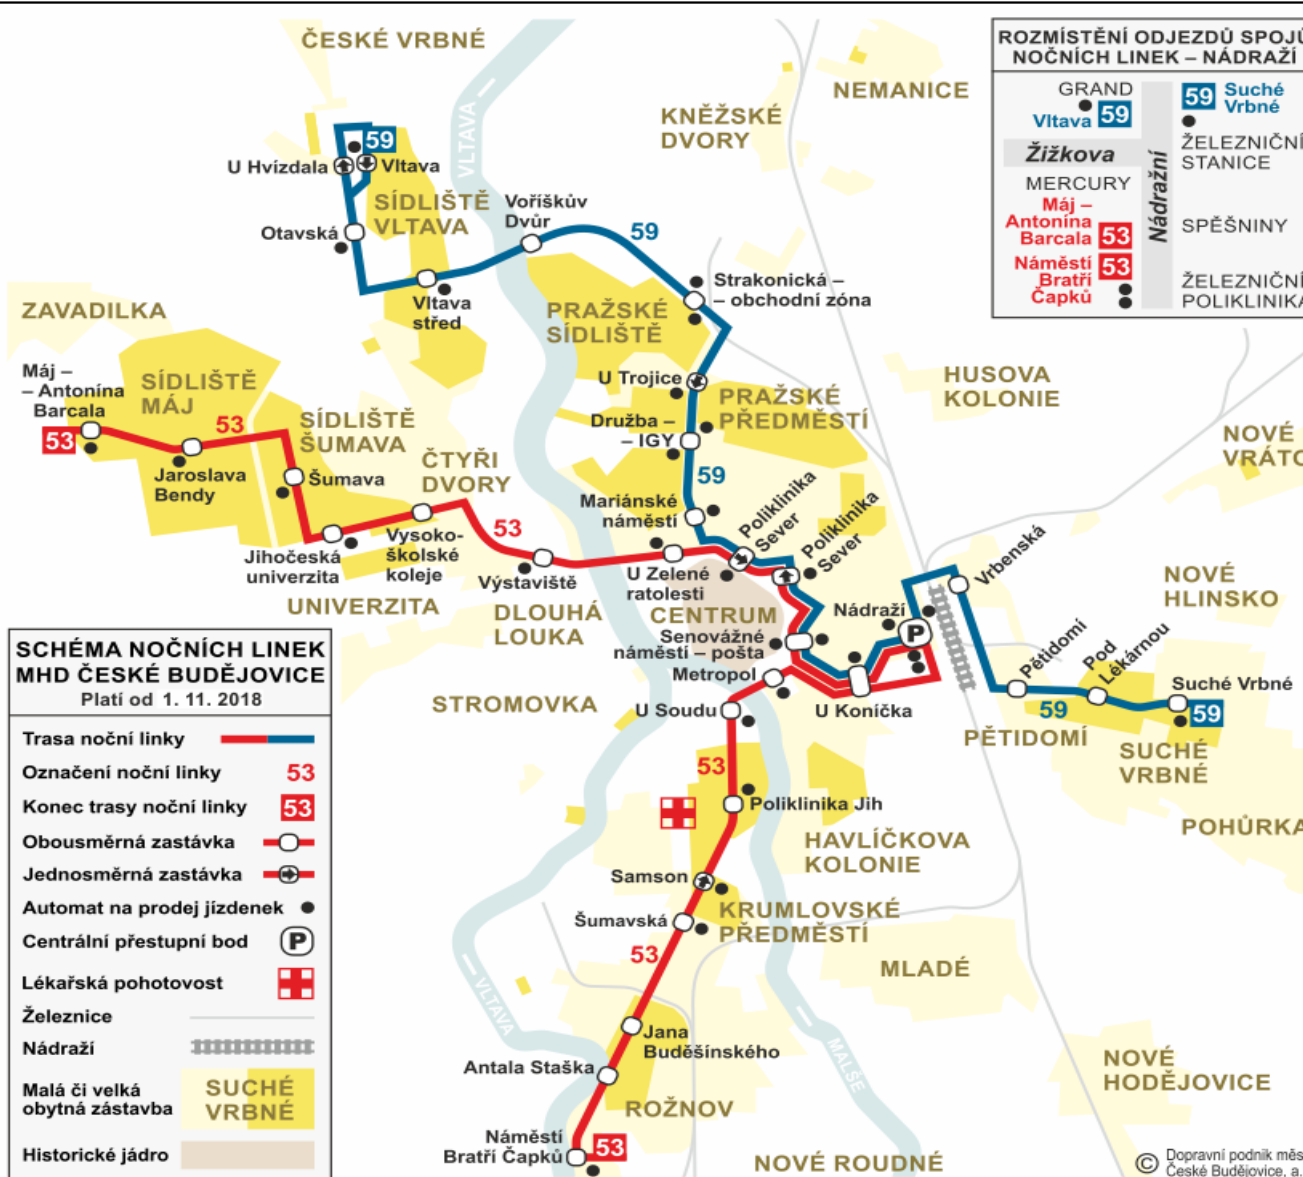 ČESKÉ VRBNÉ
VLTAVA
NEMANICE
KNĚŽSKÉ
DVORY
ROZMÍSTĚNÍ ODJEZDŮ SPOJŮ
NOČNÍCH LINEK – NÁDRAŽÍ
GRAND
Vltava 59
59 Suché
Vrbné
Žižkova
Nádražní
ŽELEZNIČNÍ
STANICE
MERCURY
Máj –
Antonína
Barcala 53
SPĚŠNINY
Náměstí
Bratří
Čapků
53
ŽELEZNIČNÍ
POLIKLINIKA
59
U Hvízdala
Vltava
SÍDLIŠTĚ
VLTAVA
Otavská
Voříškův
Dvůr
59
Vltava
střed
Strakonická –
– obchodní zóna
ZAVADILKA
PRAŽSKÉ
SÍDLIŠTĚ
Máj –
– Antonína
Barcala
53
SÍDLIŠTĚ
MÁJ
53
Jaroslava
Bendy
SÍDLIŠTĚ
ŠUMAVA
Šumava
U Trojice
PRAŽSKÉ
PŘEDMĚSTÍ
HUSOVA
KOLONIE
Družba –
– IGY
59
NOVÉ
VRÁTO
ČTYŘI
DVORY
Mariánské
náměstí
Poliklinika
Sever
Poliklinika
Sever
Jihočeská
univerzita
Vysoko-
školské
koleje
53
Výstaviště
U Zelené
ratolesti
Vrbenská
UNIVERZITA
DLOUHÁ
LOUKA
CENTRUM
Nádraží
P
NOVÉ
HLINSKO
Senovážné
náměstí – pošta
Metropol
U Koníčka
Pětidomí
Pod
Lékárnou
Suché Vrbné
59
59
STROMOVKA
U Soudu
PĚTIDOMÍ
SUCHÉ
VRBNÉ
53
Poliklinika Jih
HAVLÍČKOVA
KOLONIE
POHŮRKA
Samson
KRUMLOVSKÉ
PŘEDMĚSTÍ
Šumavská
53
MLADÉ
VLTAVA
MALŠE
Jana
Buděšínského
Antala Staška
ROŽNOV
NOVÉ
HODĚJOVICE
Náměstí
Bratří Čapků
53
NOVÉ ROUDNÉ
SCHÉMA NOČNÍCH LINEK
MHD ČESKÉ BUDĚJOVICE
Platí od 1. 11. 2018
Trasa noční linky
Označení noční linky 53
Konec trasy noční linky 53
Obousměrná zastávka
Jednosměrná zastávka
Automat na prodej jízdenek
Centrální přestupní bod P
Lékařská pohotovost
Železnice
Nádraží
Malá či velká
obytná zástavba
SUCHÉ
VRBNÉ
Historické jádro
© Dopravní podnik měs
České Budějovice, a.